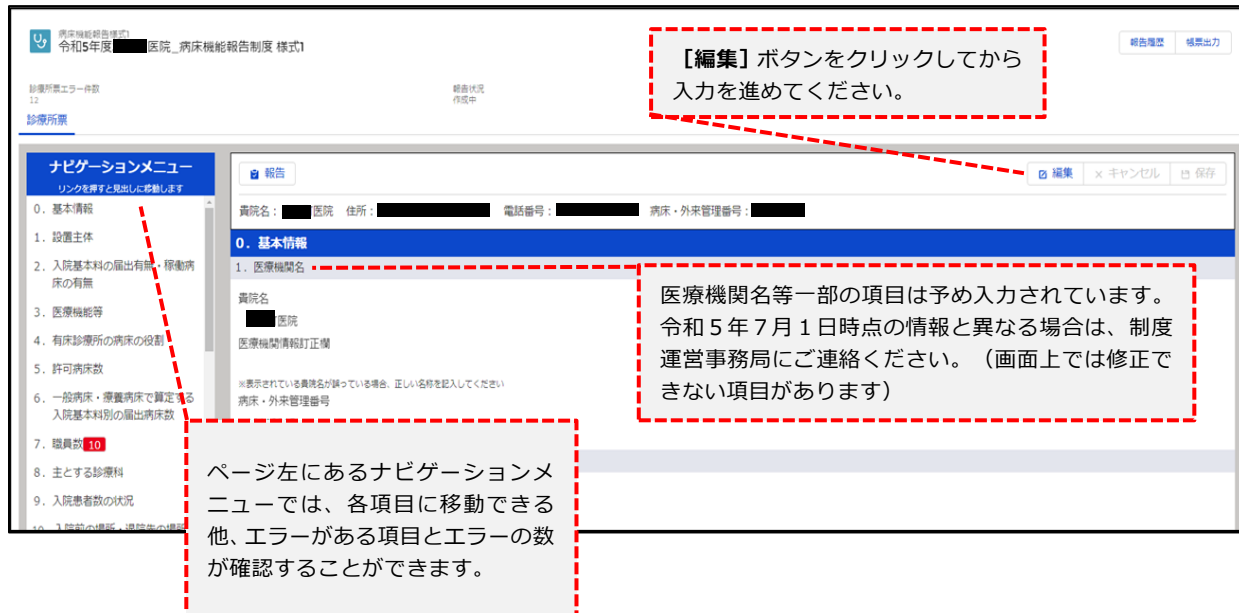 病床機能報告様式1
令和5年度 医院_病床機能報告制度 様式1
報告履歴 帳票出力
診療所票エラー件数
12
報告状況
作成中
診療所票
［編集］ボタンをクリックしてから
入力を進めてください。
ナビゲーションメニュー
リンクを押すと見出しに移動します
0．基本情報
1．設置主体
2．入院基本料の届出有無・稼働病
床の有無
3．医療機能等
4．有床診療所の病床の役割
5．許可病床数
6．一般病床・療養病床で算定する
入院基本料別の届出病床数
7．職員数 10
8．主とする診療科
9．入院患者数の状況
10．入院前の場所・退院先の場所
報告
編集 × キャンセル 保存
貴院名： 医院 住所： 電話番号： 病床・外来管理番号：
0．基本情報
1．医療機関名
貴院名
医院
医療機関情報訂正欄
※表示されている貴院名が誤っている場合、正しい名称を記入してください
病床・外来管理番号
医療機関名等一部の項目は予め入力されています。
令和５年７月１日時点の情報と異なる場合は、制度
運営事務局にご連絡ください。（画面上では修正で
きない項目があります）
ページ左にあるナビゲーションメ
ニューでは、各項目に移動できる
他、エラーがある項目とエラーの数
が確認することができます。